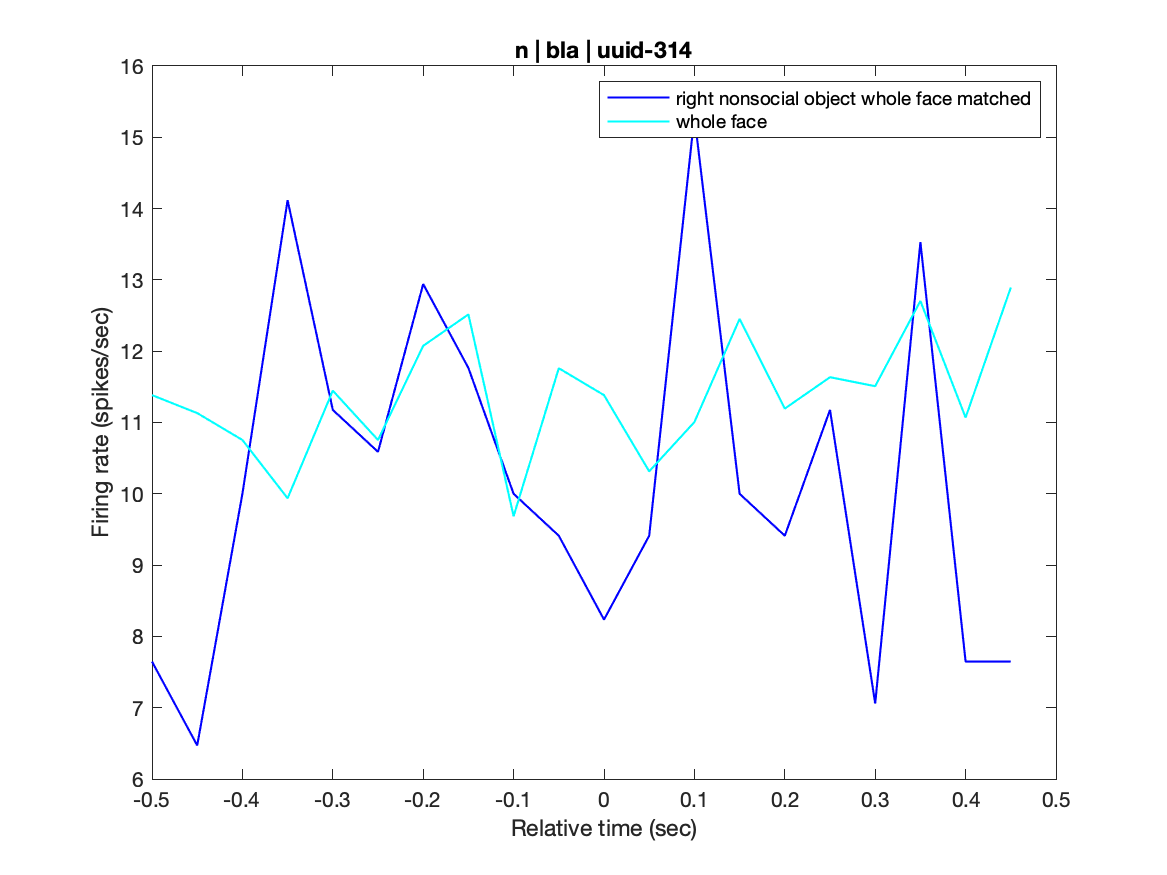 n | bla | uuid-314
right nonsocial object whole face matched
whole face
Firing rate (spikes/sec)
16
15
14
13
12
11
10
9
8
7
6
-0.5 -0.4 -0.3 -0.2 -0.1 0 0.1 0.2 0.3 0.4 0.5
Relative time (sec)